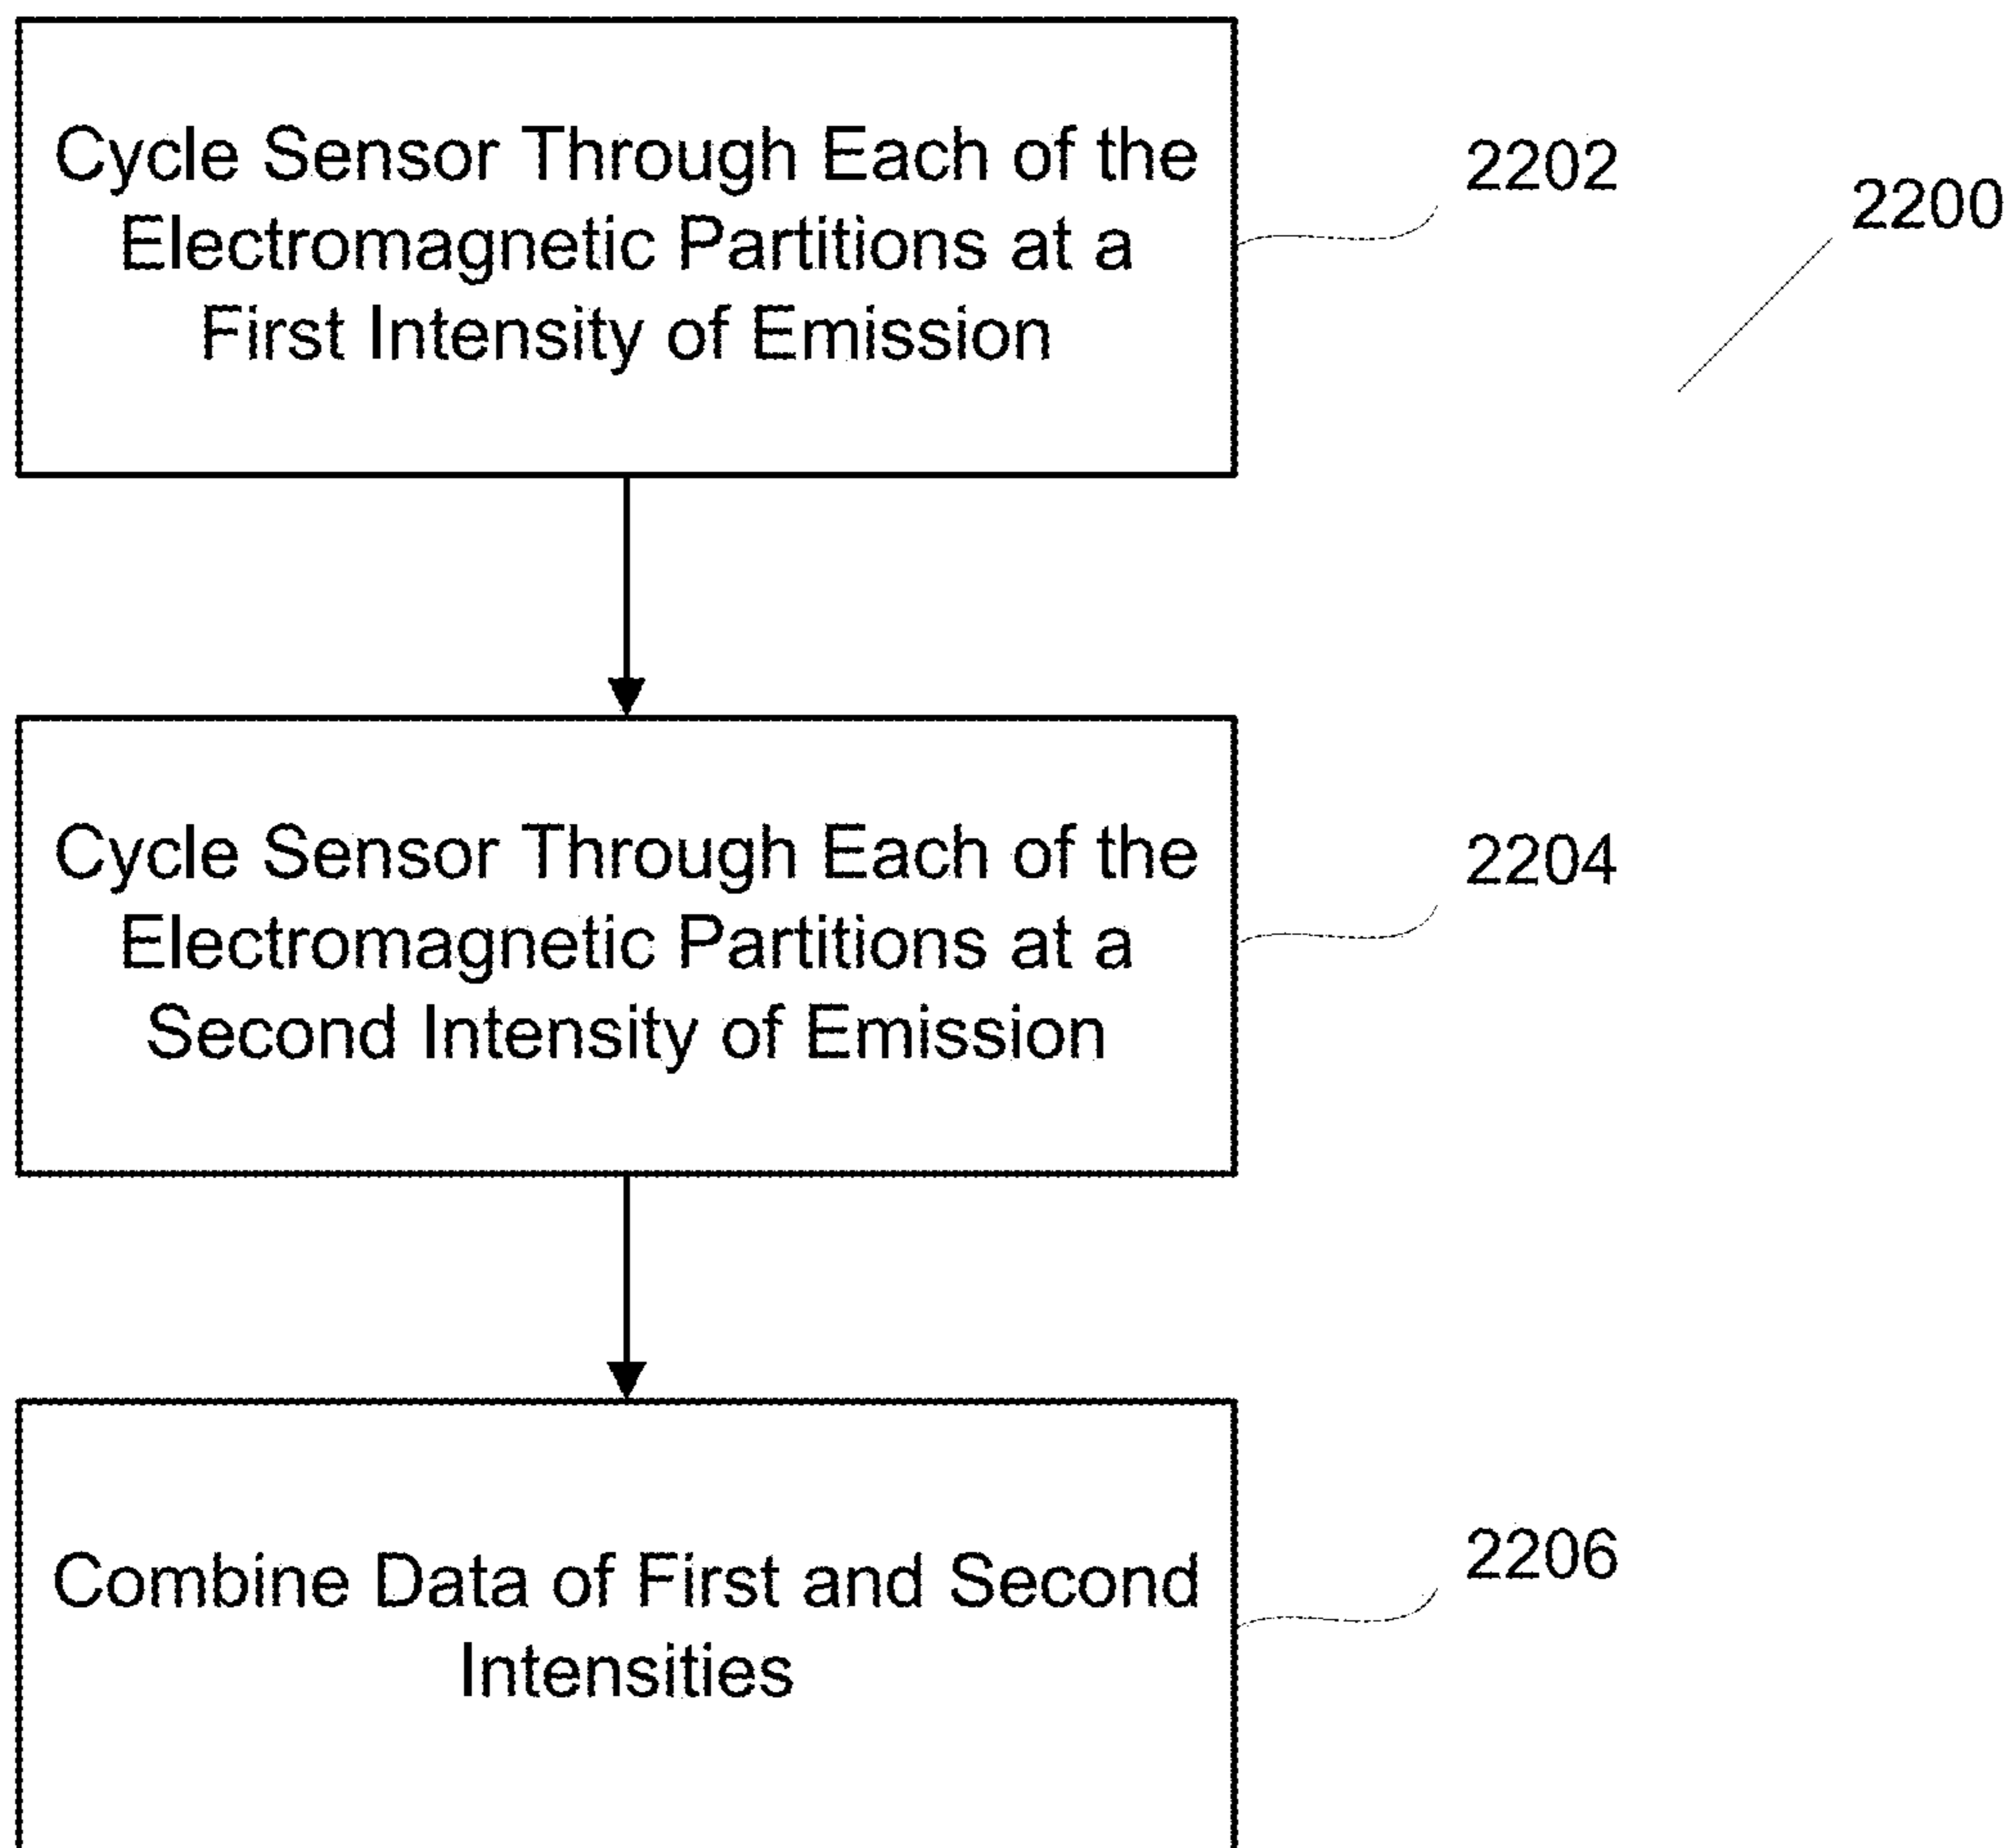 Cycle Sensor Through Each of the
Electromagnetic Partitions at a
First Intensity of Emission
2202
2200
Cycle Sensor Through Each of the
Electromagnetic Partitions at a
Second Intensity of Emission
2204
Combine Data of First and Second
Intensities
2206